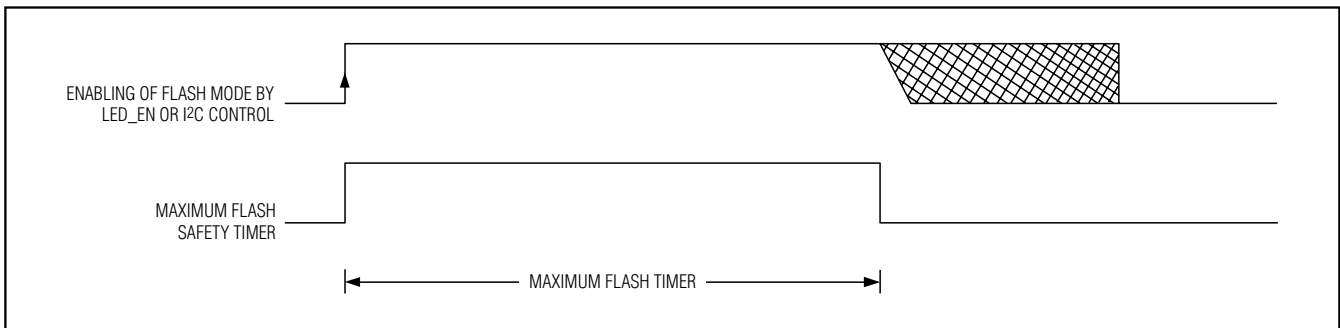 ENABLING OF FLASH MODE BY
LED_EN OR I²C CONTROL
MAXIMUM FLASH
SAFETY TIMER
MAXIMUM FLASH TIMER